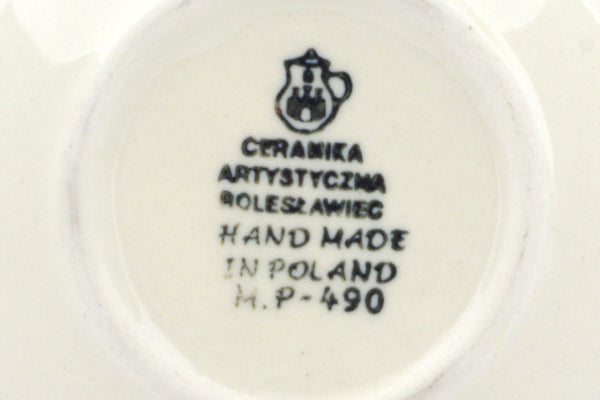 CERAMIKA
ARTYSTYCZNA
BOLESŁAWIEC
HAND MADE
IN POLAND
M.P-490